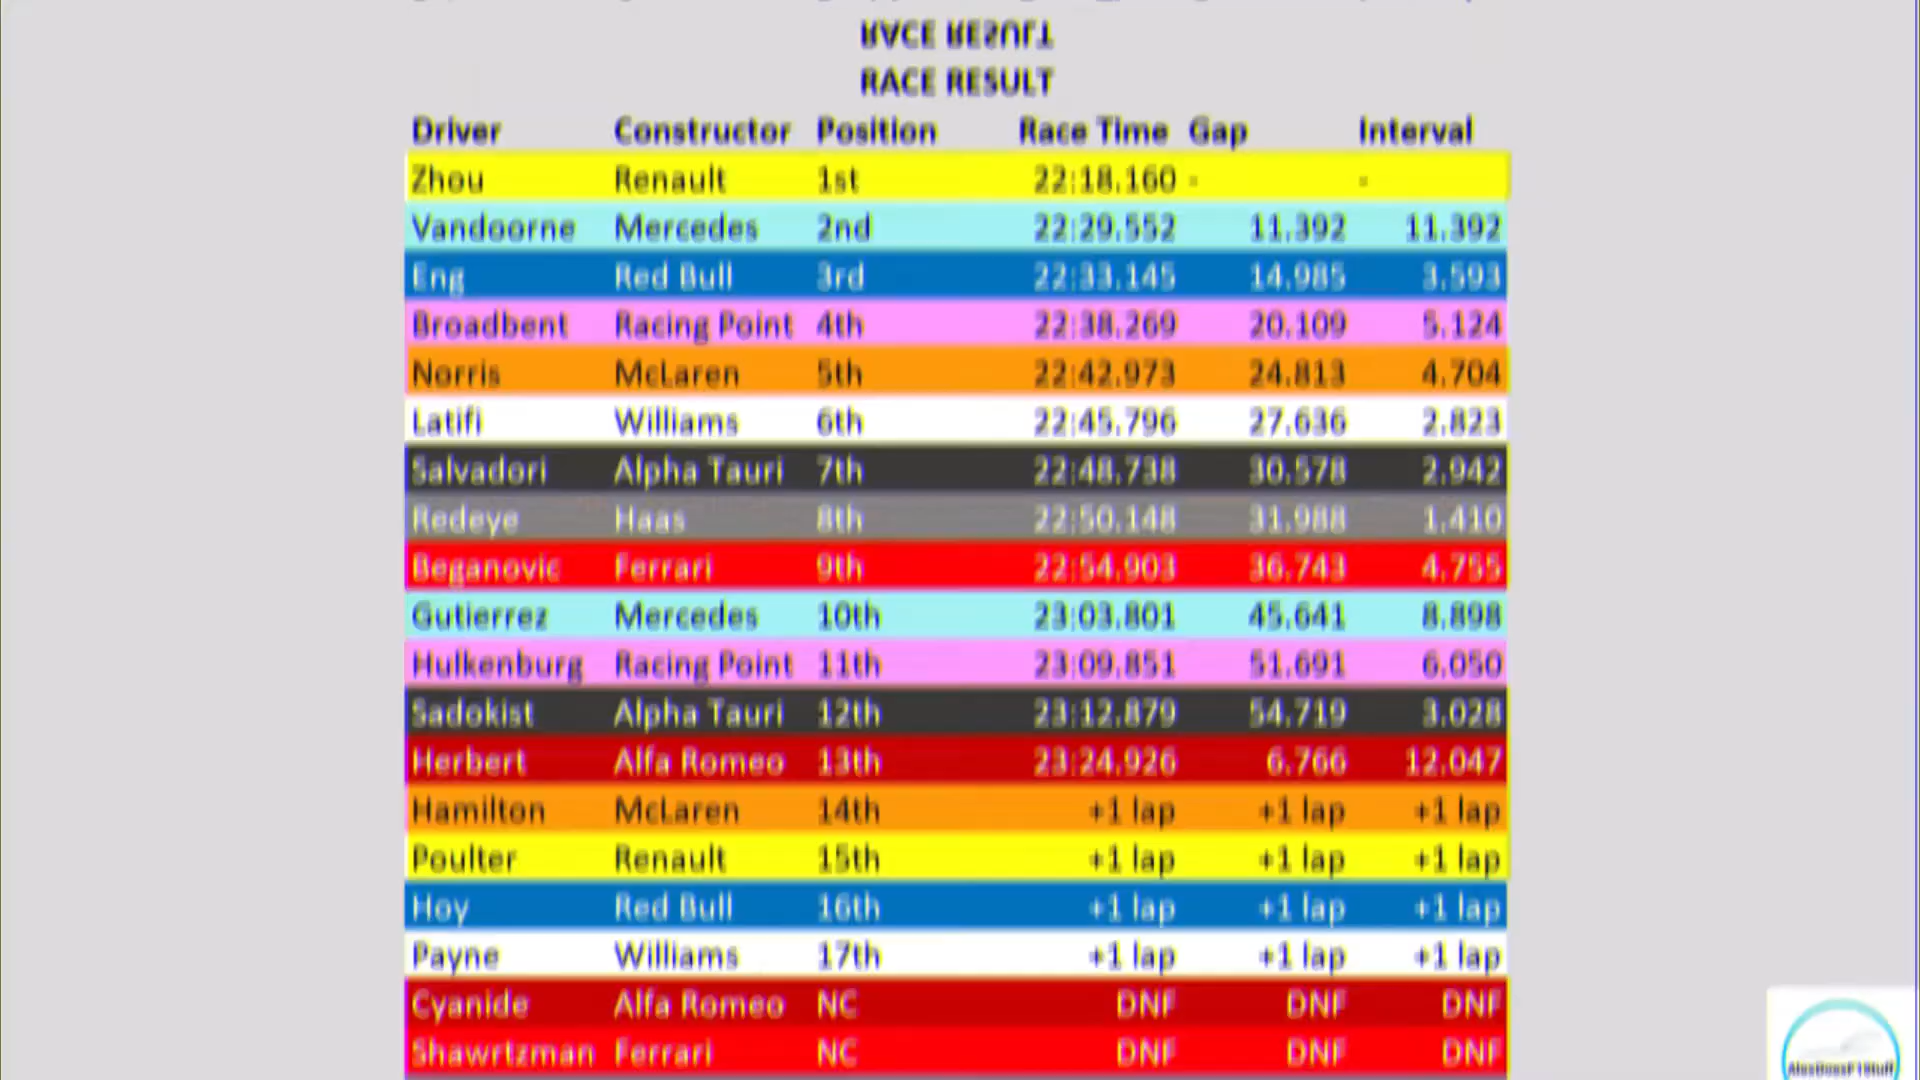 RACE RESULT
RACE RESULT
Driver Constructor Position Race Time Gap Interval
Zhou Renault 1st 22:18.160 - -
Vandoorne Mercedes 2nd 22:29.552 11.392 11.392
Eng Red Bull 3rd 22:33.145 14.985 3.593
Broadbent Racing Point 4th 22:38.269 20.109 5.124
Norris McLaren 5th 22:42.973 24.813 4.704
Latifi Williams 6th 22:45.796 27.636 2.823
Salvadori Alpha Tauri 7th 22:48.738 30.578 2.942
Redeye Haas 8th 22:50.148 31.988 1.410
Beganovic Ferrari 9th 22:54.903 36.743 4.755
Gutierrez Mercedes 10th 23:03.801 45.641 8.898
Hulkenburg Racing Point 11th 23:09.851 51.691 6.050
Sadokist Alpha Tauri 12th 23:12.879 54.719 3.028
Herbert Alfa Romeo 13th 23:24.926 6.766 12.047
Hamilton McLaren 14th +1 lap +1 lap +1 lap
Poulter Renault 15th +1 lap +1 lap +1 lap
Hoy Red Bull 16th +1 lap +1 lap +1 lap
Payne Williams 17th +1 lap +1 lap +1 lap
Cyanide Alfa Romeo NC DNF DNF DNF
Shawrtzman Ferrari NC DNF DNF DNF
AlexDoesF1Stuff